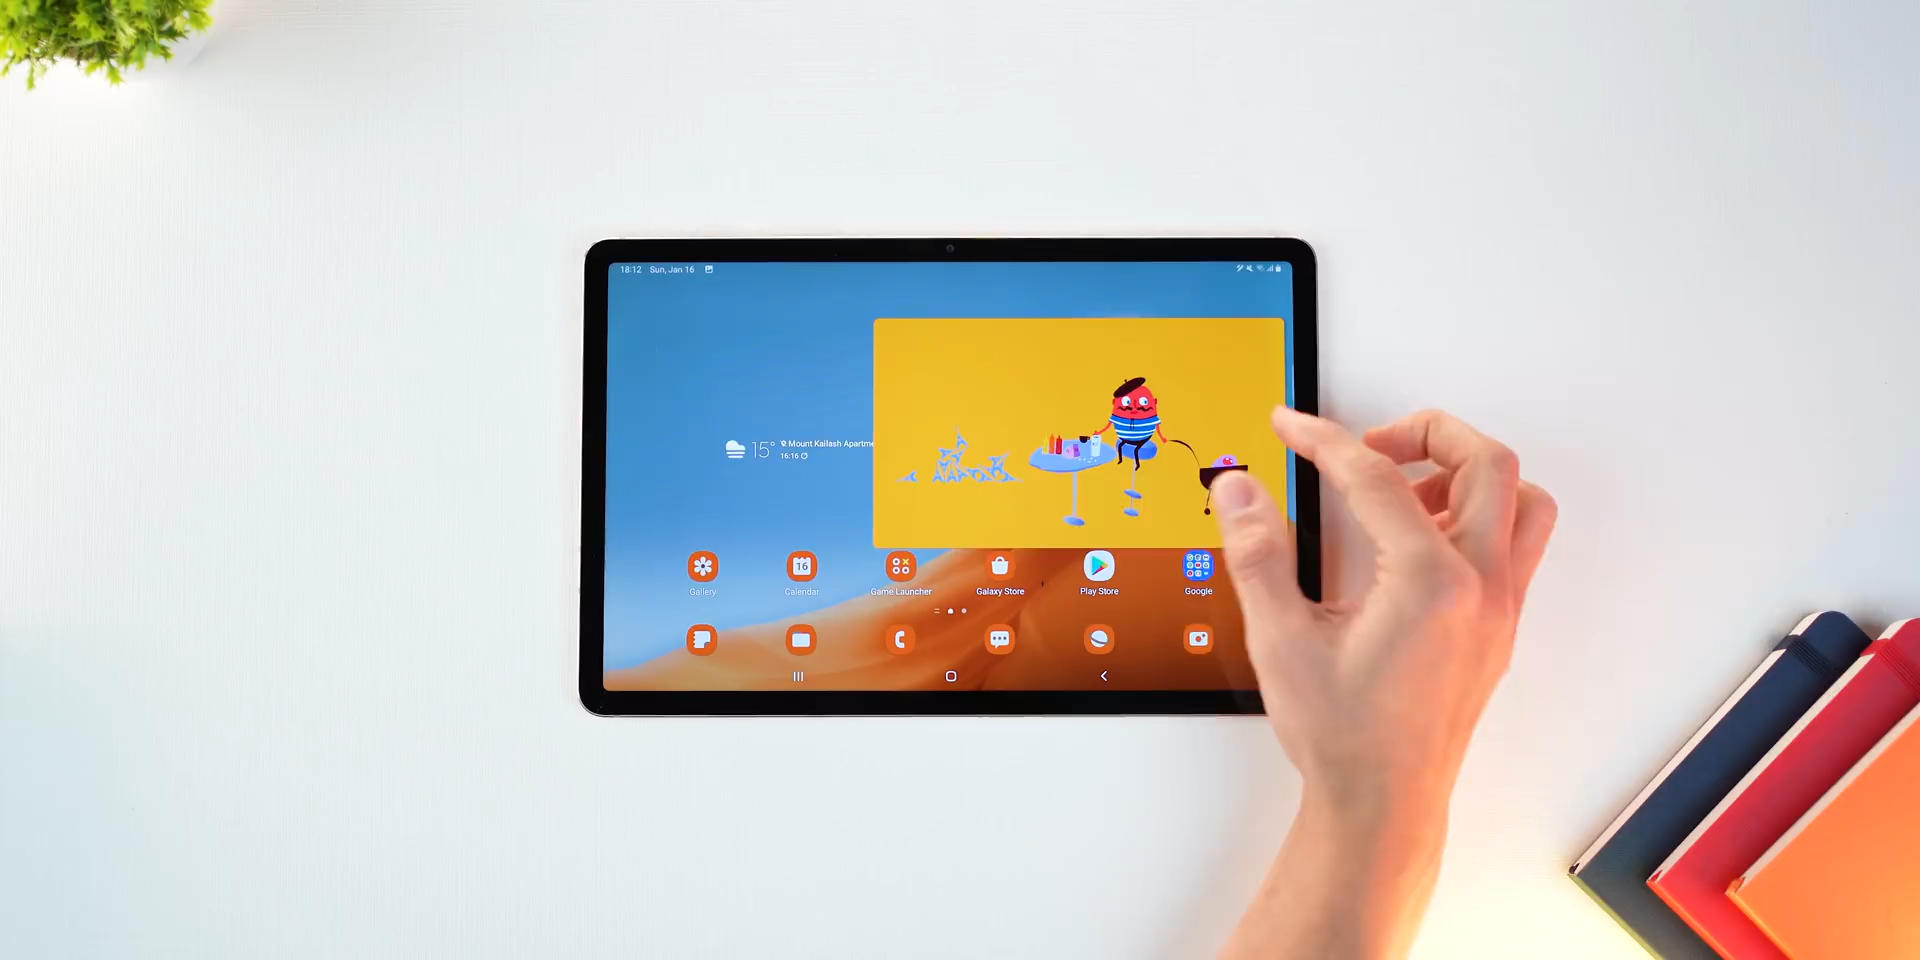 18:12 Sun, Jan 16
15° Mount Kailash Apartme
16:16
16
Gallery Calendar Game Launcher Galaxy Store Play Store Google